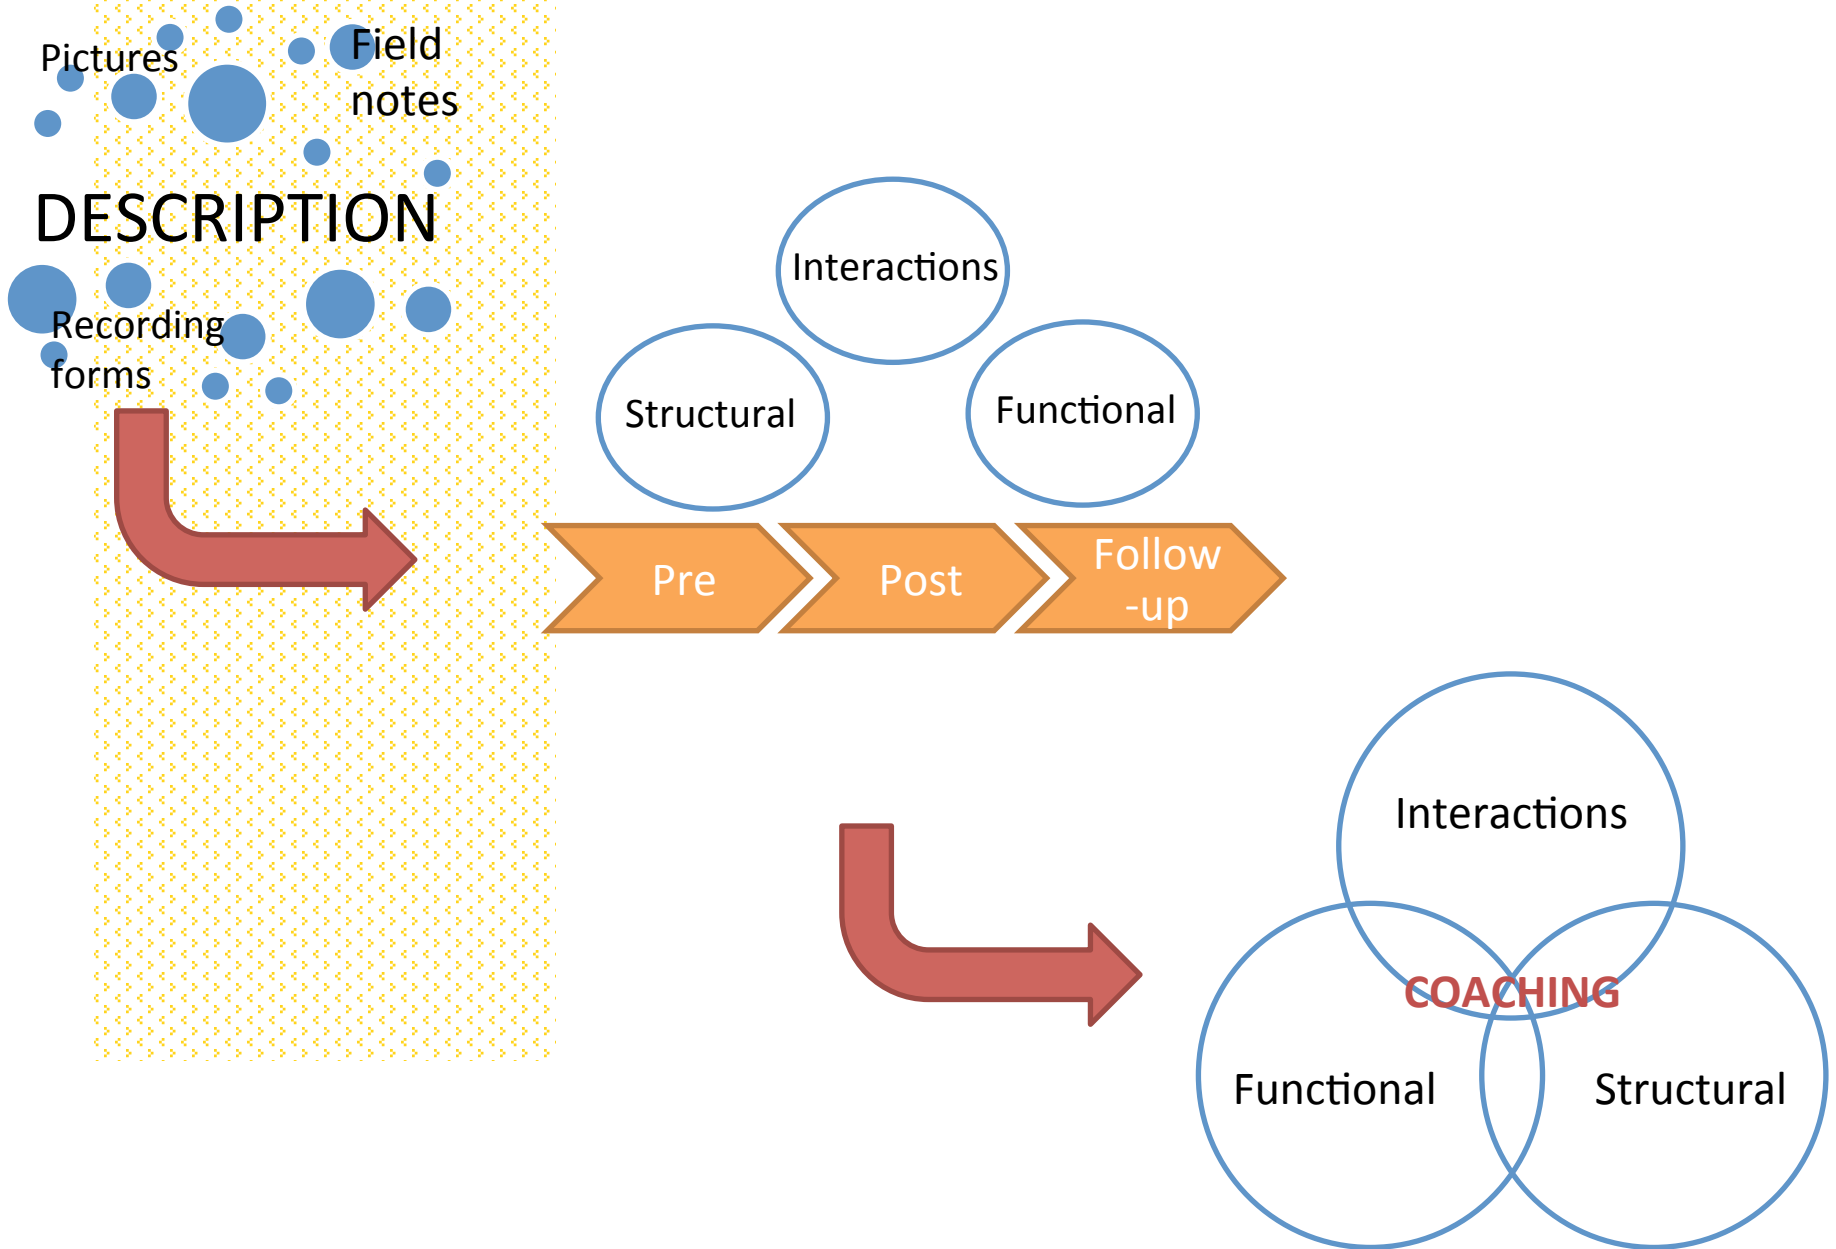 Pictures
Field
notes
DESCRIPTION
Recording
forms
Interactions
Structural
Functional
Pre
Post
Follow
-up
Interactions
COACHING
Functional
Structural